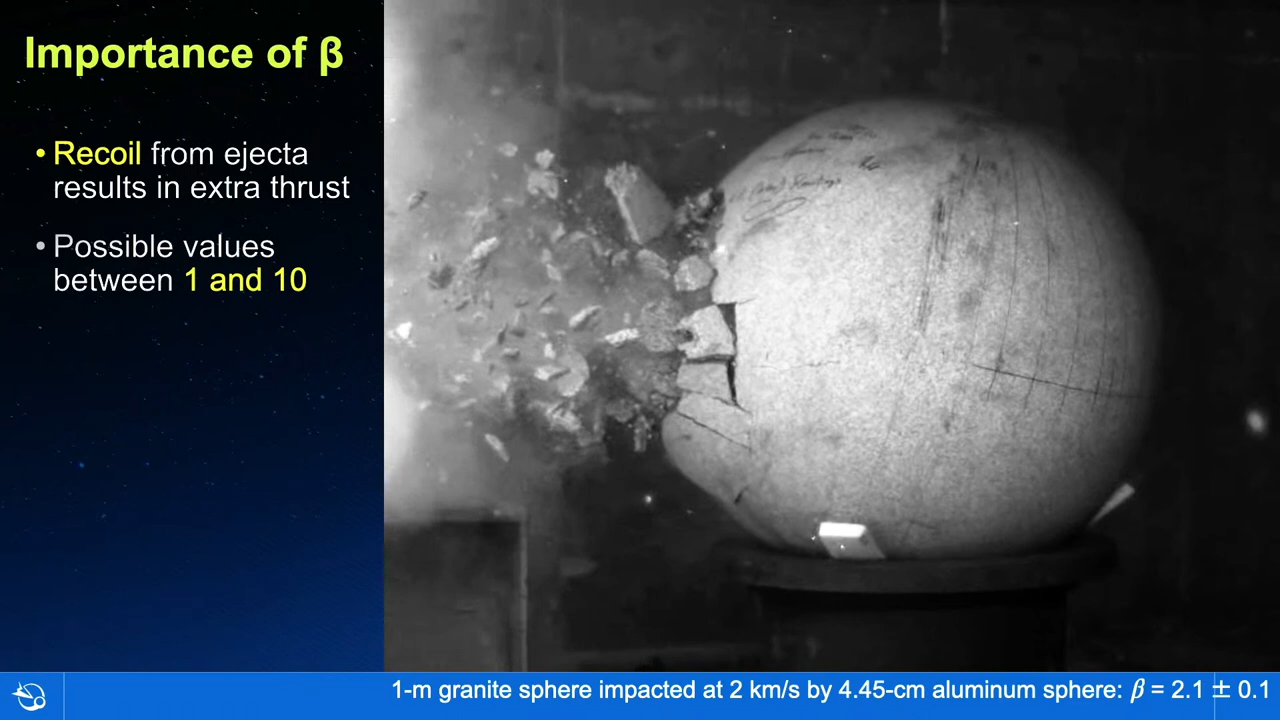 Importance of β
• Recoil from ejecta
results in extra thrust
• Possible values
between 1 and 10
1-m granite sphere impacted at 2 km/s by 4.45-cm aluminum sphere: β = 2.1 ± 0.1